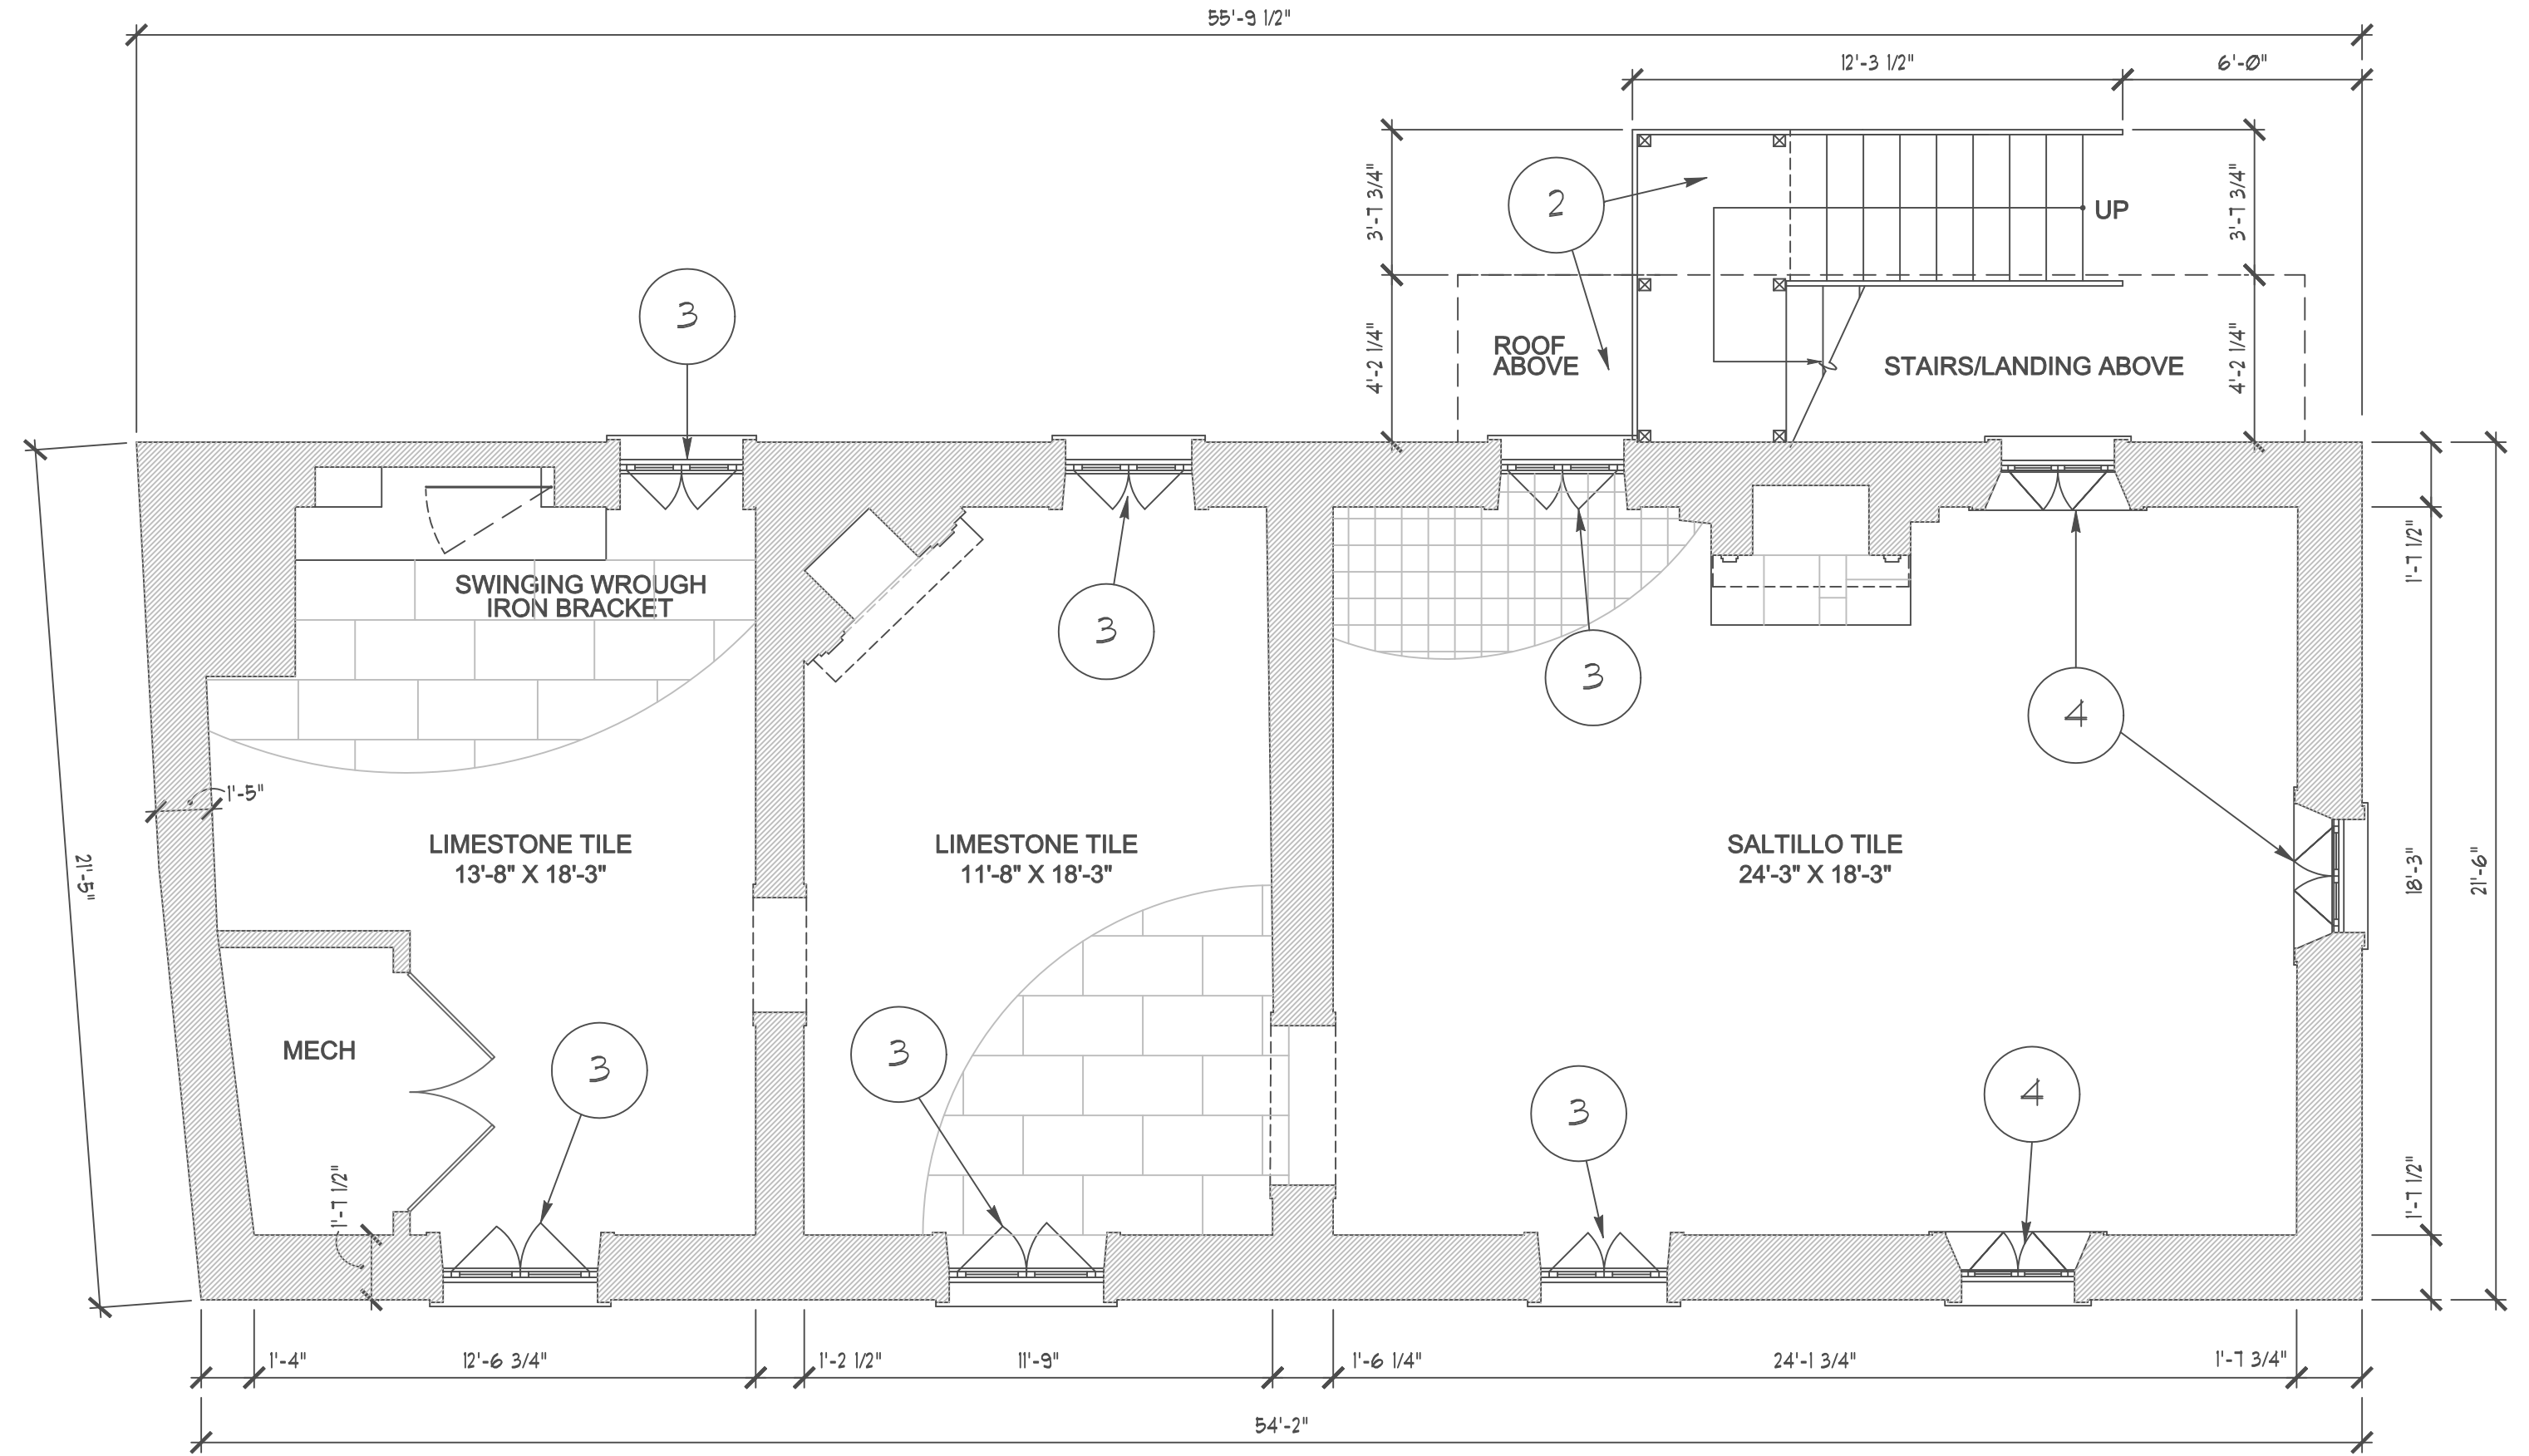 55'-9 1/2"
12'-3 1/2"
6'-0"
3'-7 3/4"
2
UP
3'-7 3/4"
3
ROOF
ABOVE
4'-2 1/4"
STAIRS/LANDING ABOVE
4'-2 1/4"
SWINGING WROUGH
IRON BRACKET
3
3
4
1'-7 1/2"
1'-5"
21'-5"
LIMESTONE TILE
13'-8" X 18'-3"
LIMESTONE TILE
11'-8" X 18'-3"
SALTILLO TILE
24'-3" X 18'-3"
18'-3"
21'-6"
MECH
3
3
3
4
1'-7 1/2"
1'-7 1/2"
1'-4"
12'-6 3/4"
1'-2 1/2"
11'-9"
1'-6 1/4"
24'-1 3/4"
1'-7 3/4"
54'-2"